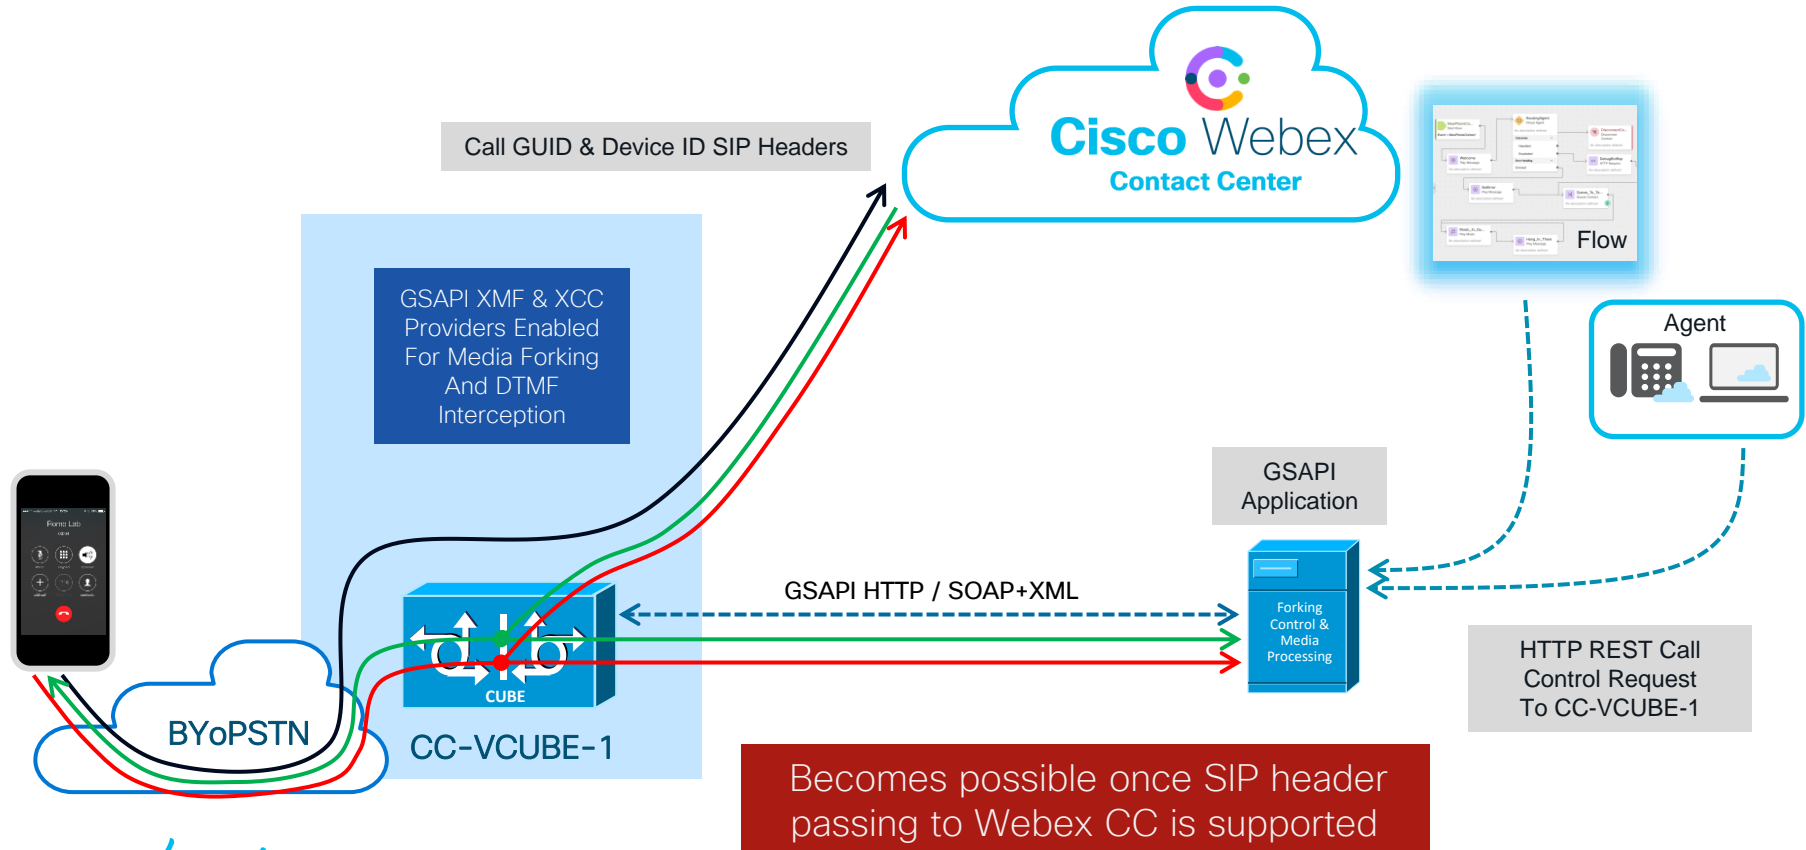 Call GUID & Device ID SIP Headers
Cisco Webex
Contact Center
Flow
Agent
GSAPI XMF & XCC
Providers Enabled
For Media Forking
And DTMF
Interception
GSAPI
Application
GSAPI HTTP / SOAP+XML
Forking
Control &
Media
Processing
CUBE
HTTP REST Call
Control Request
To CC-VCUBE-1
BYoPSTN
CC-VCUBE-1
Becomes possible once SIP header
passing to Webex CC is supported